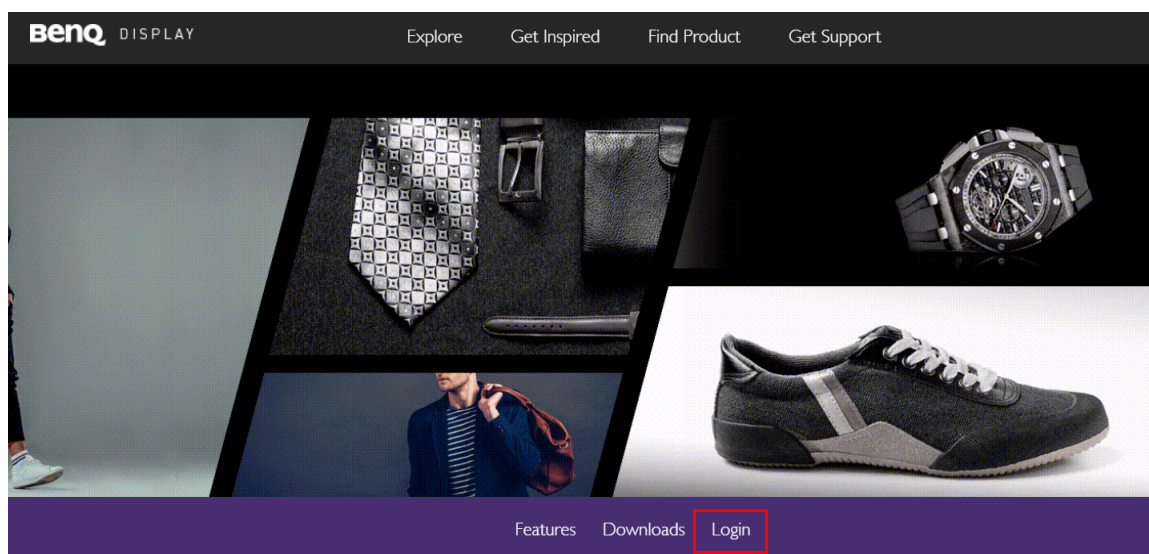 BenQ DISPLAY Explore Get Inspired Find Product Get Support
Features Downloads Login